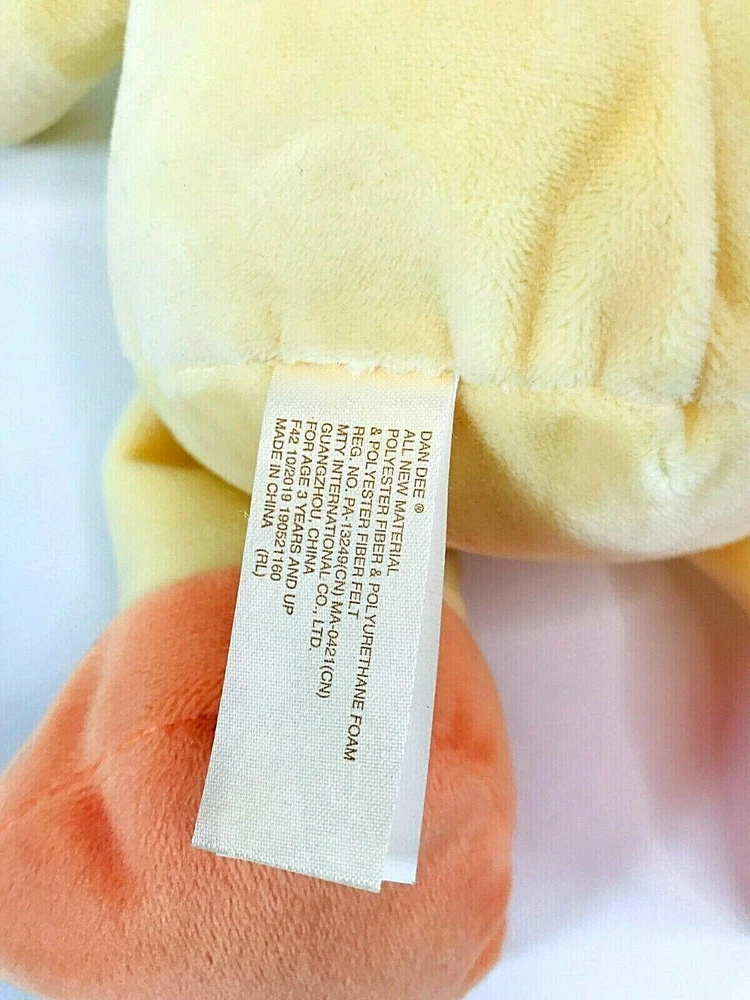 DAN DEE ®
ALL NEW MATERIAL
POLYESTER FIBER & POLYURETHANE FOAM
& POLYESTER FIBER FELT
REG. NO. PA-13249(CN) MA-0421(CN)
MTY INTERNATIONAL CO., LTD.
GUANGZHOU, CHINA
FOR AGE 3 YEARS AND UP
F42 10/2019 190521160
MADE IN CHINA (RL)